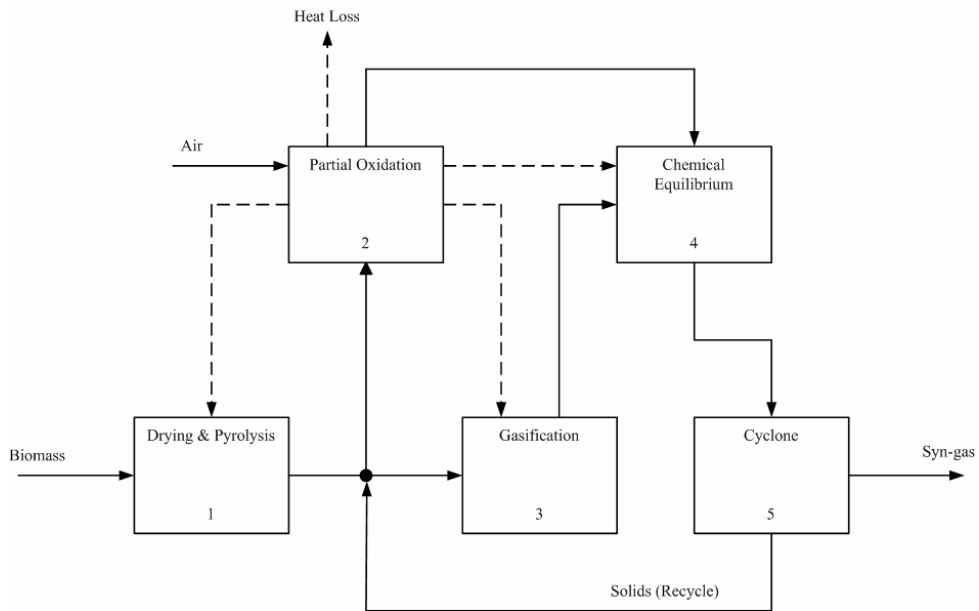 Heat Loss
Air
Partial Oxidation
2
Chemical
Equilibrium
4
Biomass
Drying & Pyrolysis
1
Gasification
3
Cyclone
5
Syn-gas
Solids (Recycle)